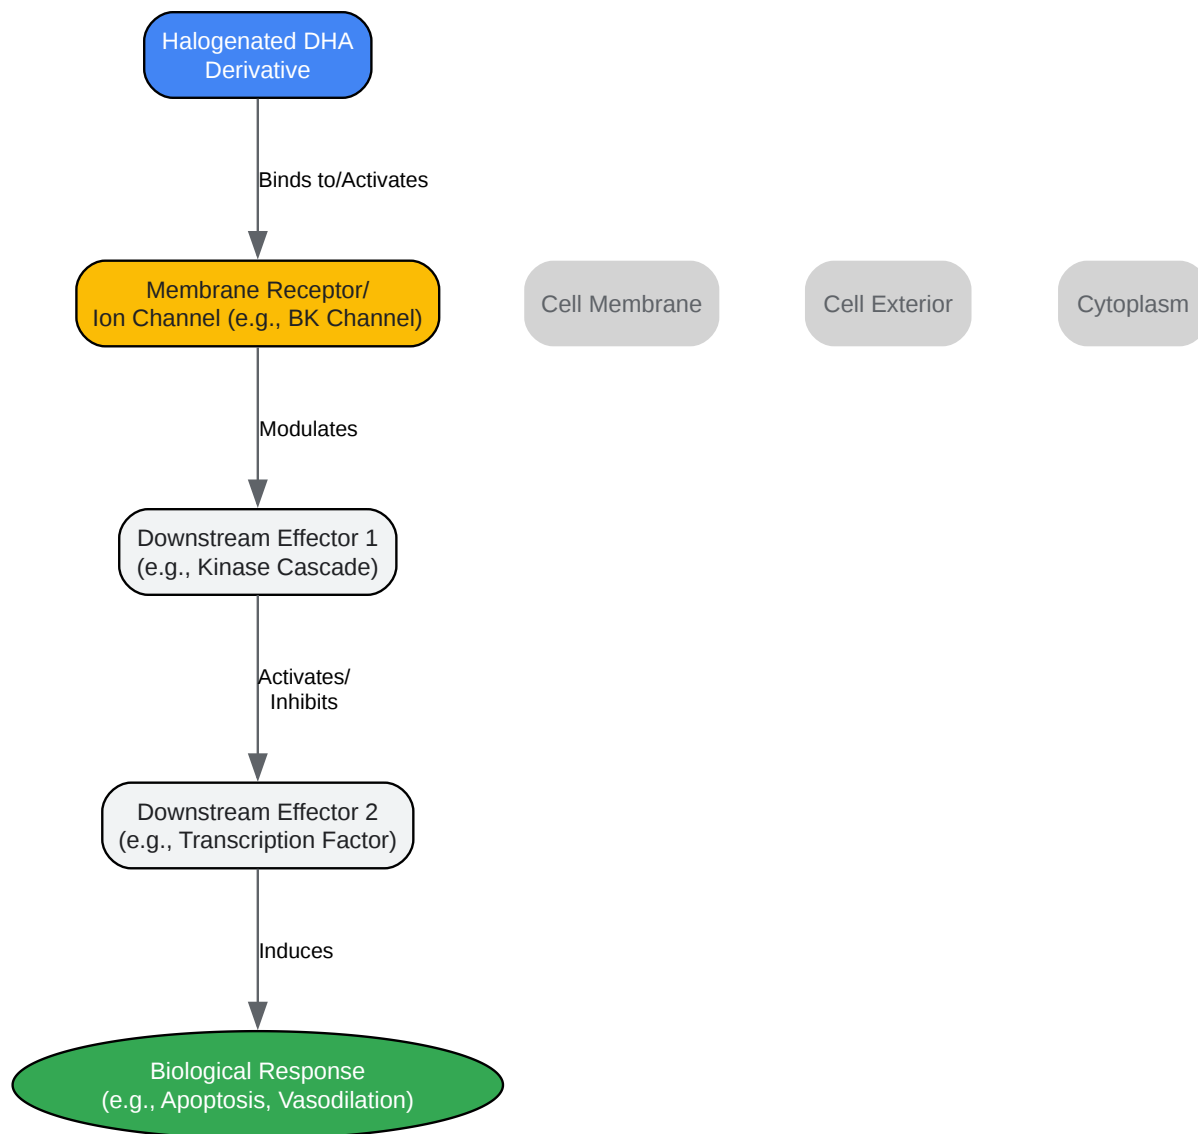 Halogenated DHA
Derivative
Binds to/Activates
Membrane Receptor/
Ion Channel (e.g., BK Channel)
Cell Membrane
Cell Exterior
Cytoplasm
Modulates
Downstream Effector 1
(e.g., Kinase Cascade)
Activates/
Inhibits
Downstream Effector 2
(e.g., Transcription Factor)
Induces
Biological Response
(e.g., Apoptosis, Vasodilation)